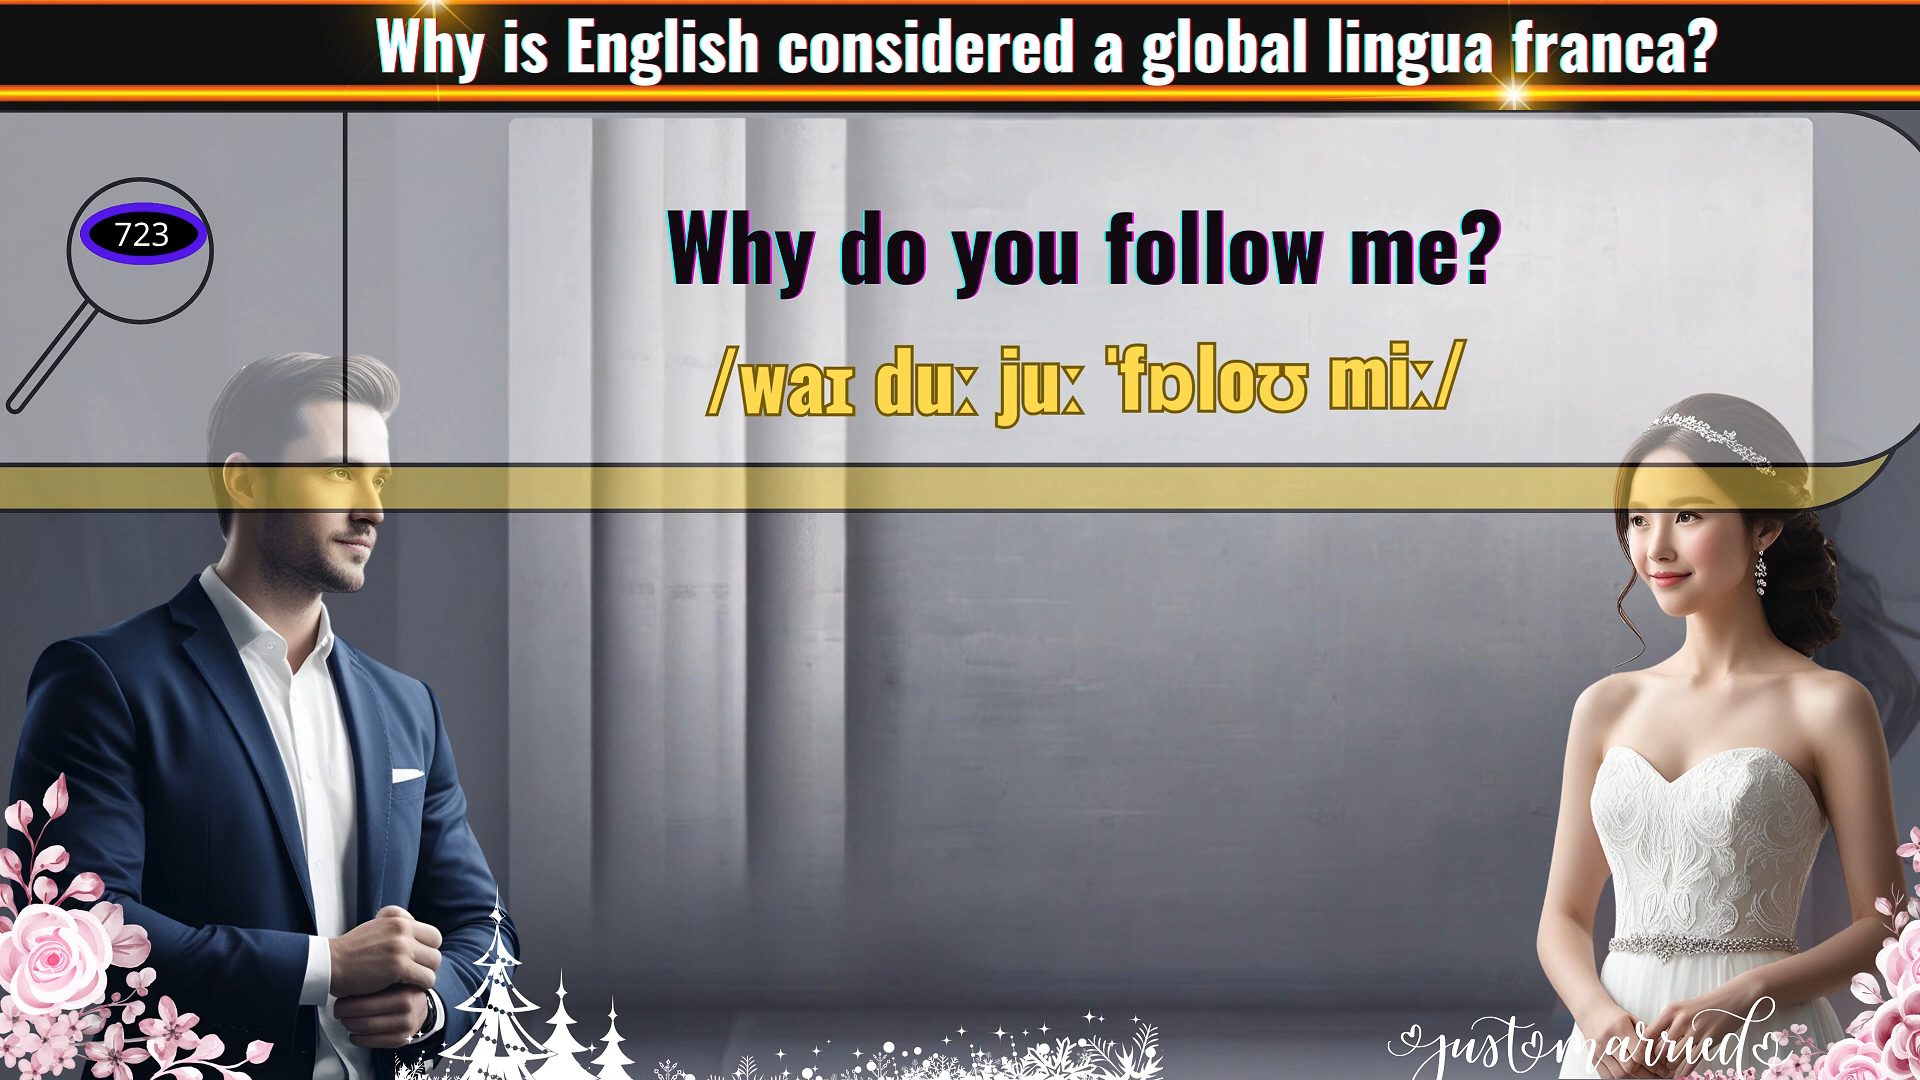 Why is English considered a global lingua franca?
723
Why do you follow me?
/waɪ duː juː ˈfɒloʊ miː/
just married